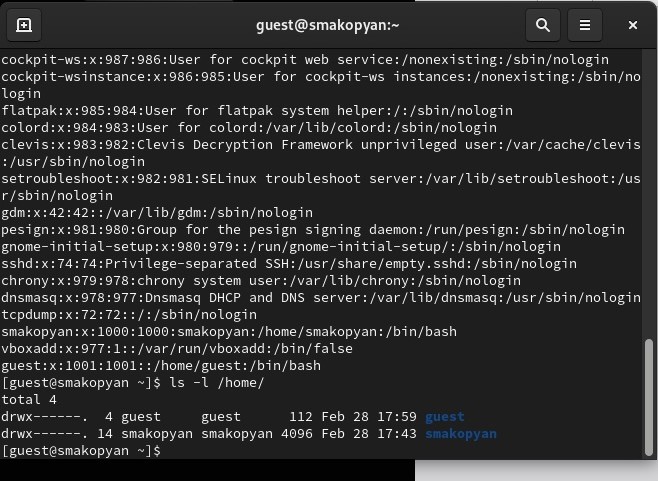 guest@smakopyan:~
cockpit-ws:x:987:986:User for cockpit web service:/nonexisting:/sbin/nologin
cockpit-wsinstance:x:986:985:User for cockpit-ws instances:/nonexisting:/sbin/no
login
flatpak:x:985:984:User for flatpak system helper:/:/sbin/nologin
colord:x:984:983:User for colord:/var/lib/colord:/sbin/nologin
clevis:x:983:982:Clevis Decryption Framework unprivileged user:/var/cache/clevis
:/usr/sbin/nologin
setroubleshoot:x:982:981:SELinux troubleshoot server:/var/lib/setroubleshoot:/us
r/sbin/nologin
gdm:x:42:42::/var/lib/gdm:/sbin/nologin
pesign:x:981:980:Group for the pesign signing daemon:/run/pesign:/sbin/nologin
gnome-initial-setup:x:980:979::/run/gnome-initial-setup/:/sbin/nologin
sshd:x:74:74:Privilege-separated SSH:/usr/share/empty.sshd:/sbin/nologin
chrony:x:979:978:chrony system user:/var/lib/chrony:/sbin/nologin
dnsmasq:x:978:977:Dnsmasq DHCP and DNS server:/var/lib/dnsmasq:/usr/sbin/nologin
tcpdump:x:72:72::/:/sbin/nologin
smakopyan:x:1000:1000:smakopyan:/home/smakopyan:/bin/bash
vboxadd:x:977:1::/var/run/vboxadd:/bin/false
guest:x:1001:1001::/home/guest:/bin/bash
[guest@smakopyan ~]$ ls -l /home/
total 4
drwx------.  4 guest     guest      112 Feb 28 17:59 guest
drwx------. 14 smakopyan smakopyan 4096 Feb 28 17:43 smakopyan
[guest@smakopyan ~]$